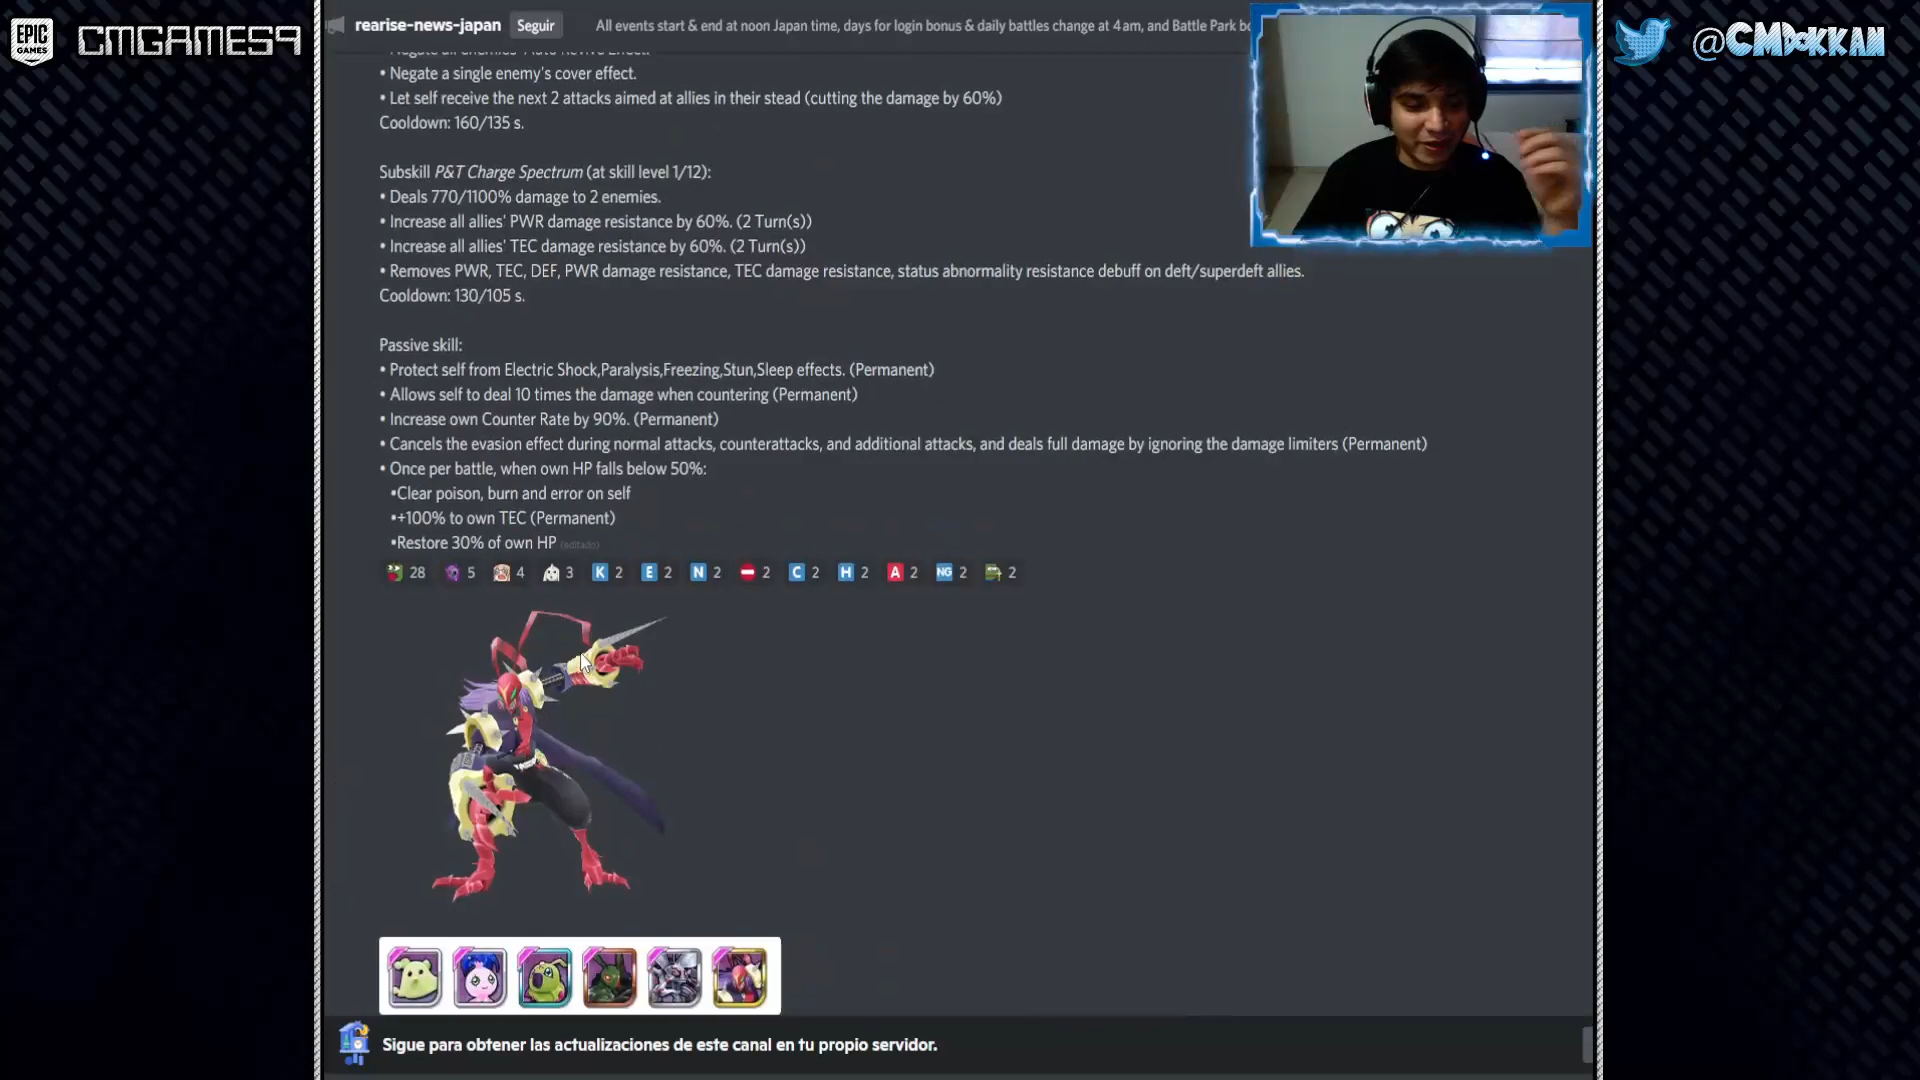 EPIC
GAMES
CMGAMES9
rearise-news-japan
Seguir
All events start & end at noon Japan time, days for login bonus & daily battles change at 4am, and Battle Park
@CMDOKKAN
• Negate all enemies' Auto Revive Effect.
• Negate a single enemy's cover effect.
• Let self receive the next 2 attacks aimed at allies in their stead (cutting the damage by 60%)
Cooldown: 160/135 s.
Subskill P&T Charge Spectrum (at skill level 1/12):
• Deals 770/1100% damage to 2 enemies.
• Increase all allies' PWR damage resistance by 60%. (2 Turn(s))
• Increase all allies' TEC damage resistance by 60%. (2 Turn(s))
• Removes PWR, TEC, DEF, PWR damage resistance, TEC damage resistance, status abnormality resistance debuff on deft/superdeft allies.
Cooldown: 130/105 s.
Passive skill:
• Protect self from Electric Shock,Paralysis,Freezing,Stun,Sleep effects. (Permanent)
• Allows self to deal 10 times the damage when countering (Permanent)
• Increase own Counter Rate by 90%. (Permanent)
• Cancels the evasion effect during normal attacks, counterattacks, and additional attacks, and deals full damage by ignoring the damage limiters (Permanent)
• Once per battle, when own HP falls below 50%:
•Clear poison, burn and error on self
•+100% to own TEC (Permanent)
•Restore 30% of own HP (editado)
28 5 4 3 K 2 E 2 N 2 2 C 2 H 2 A 2 NG 2 2
Sigue para obtener las actualizaciones de este canal en tu propio servidor.